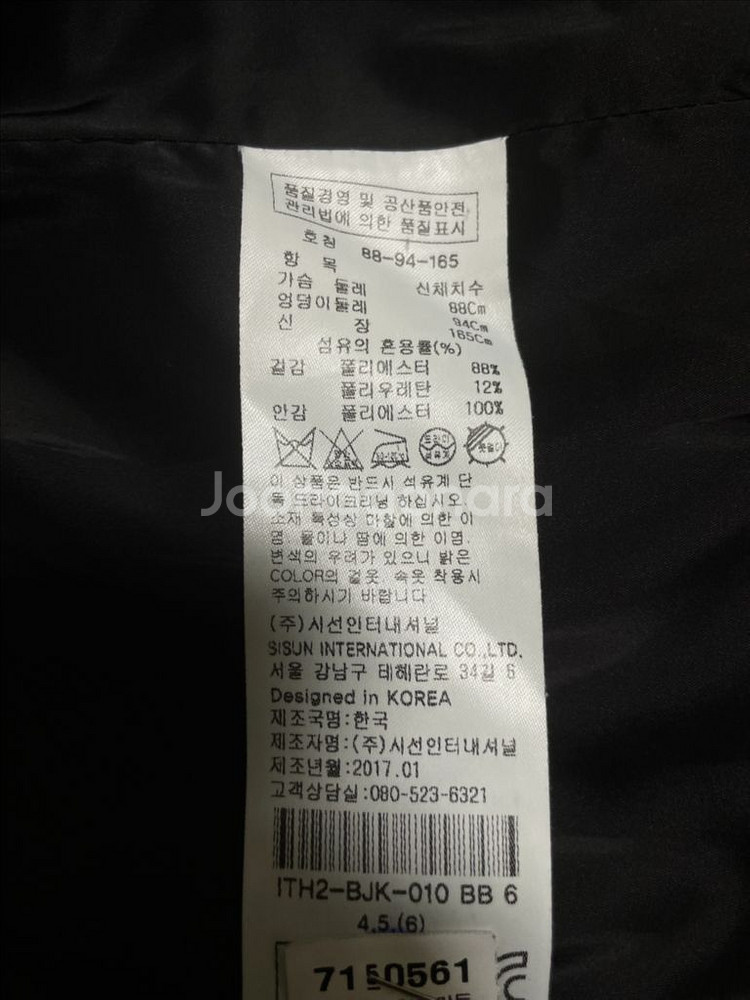 품질경영 및 공산품안전
관리법에 의한 품질표시
호칭 88-94-165
항 목 신체치수
가슴 둘레 88Cm
엉덩이둘레 94Cm
신 장 165Cm
섬유의 혼용률(%)
겉감 폴리에스터 88%
폴리우레탄 12%
안감 폴리에스터 100%
드라이
석유계
이 상품은 반드시 석유계 단
독 드라이크리닝 하십시오.
소재 특성상 마찰에 의한 이
염, 물이나 땀에 의한 이염,
변색의 우려가 있으니 밝은
COLOR의 겉옷, 속옷 착용시
주의하시기 바랍니다
(주)시선인터내셔널
SISUN INTERNATIONAL CO.,LTD.
서울 강남구 테헤란로 34길 6
Designed in KOREA
제조국명:한국
제조자명:(주)시선인터내셔널
제조년월:2017.01
고객상담실:080-523-6321
ITH2-BJK-010 BB 6
4.5.(6)
7150561